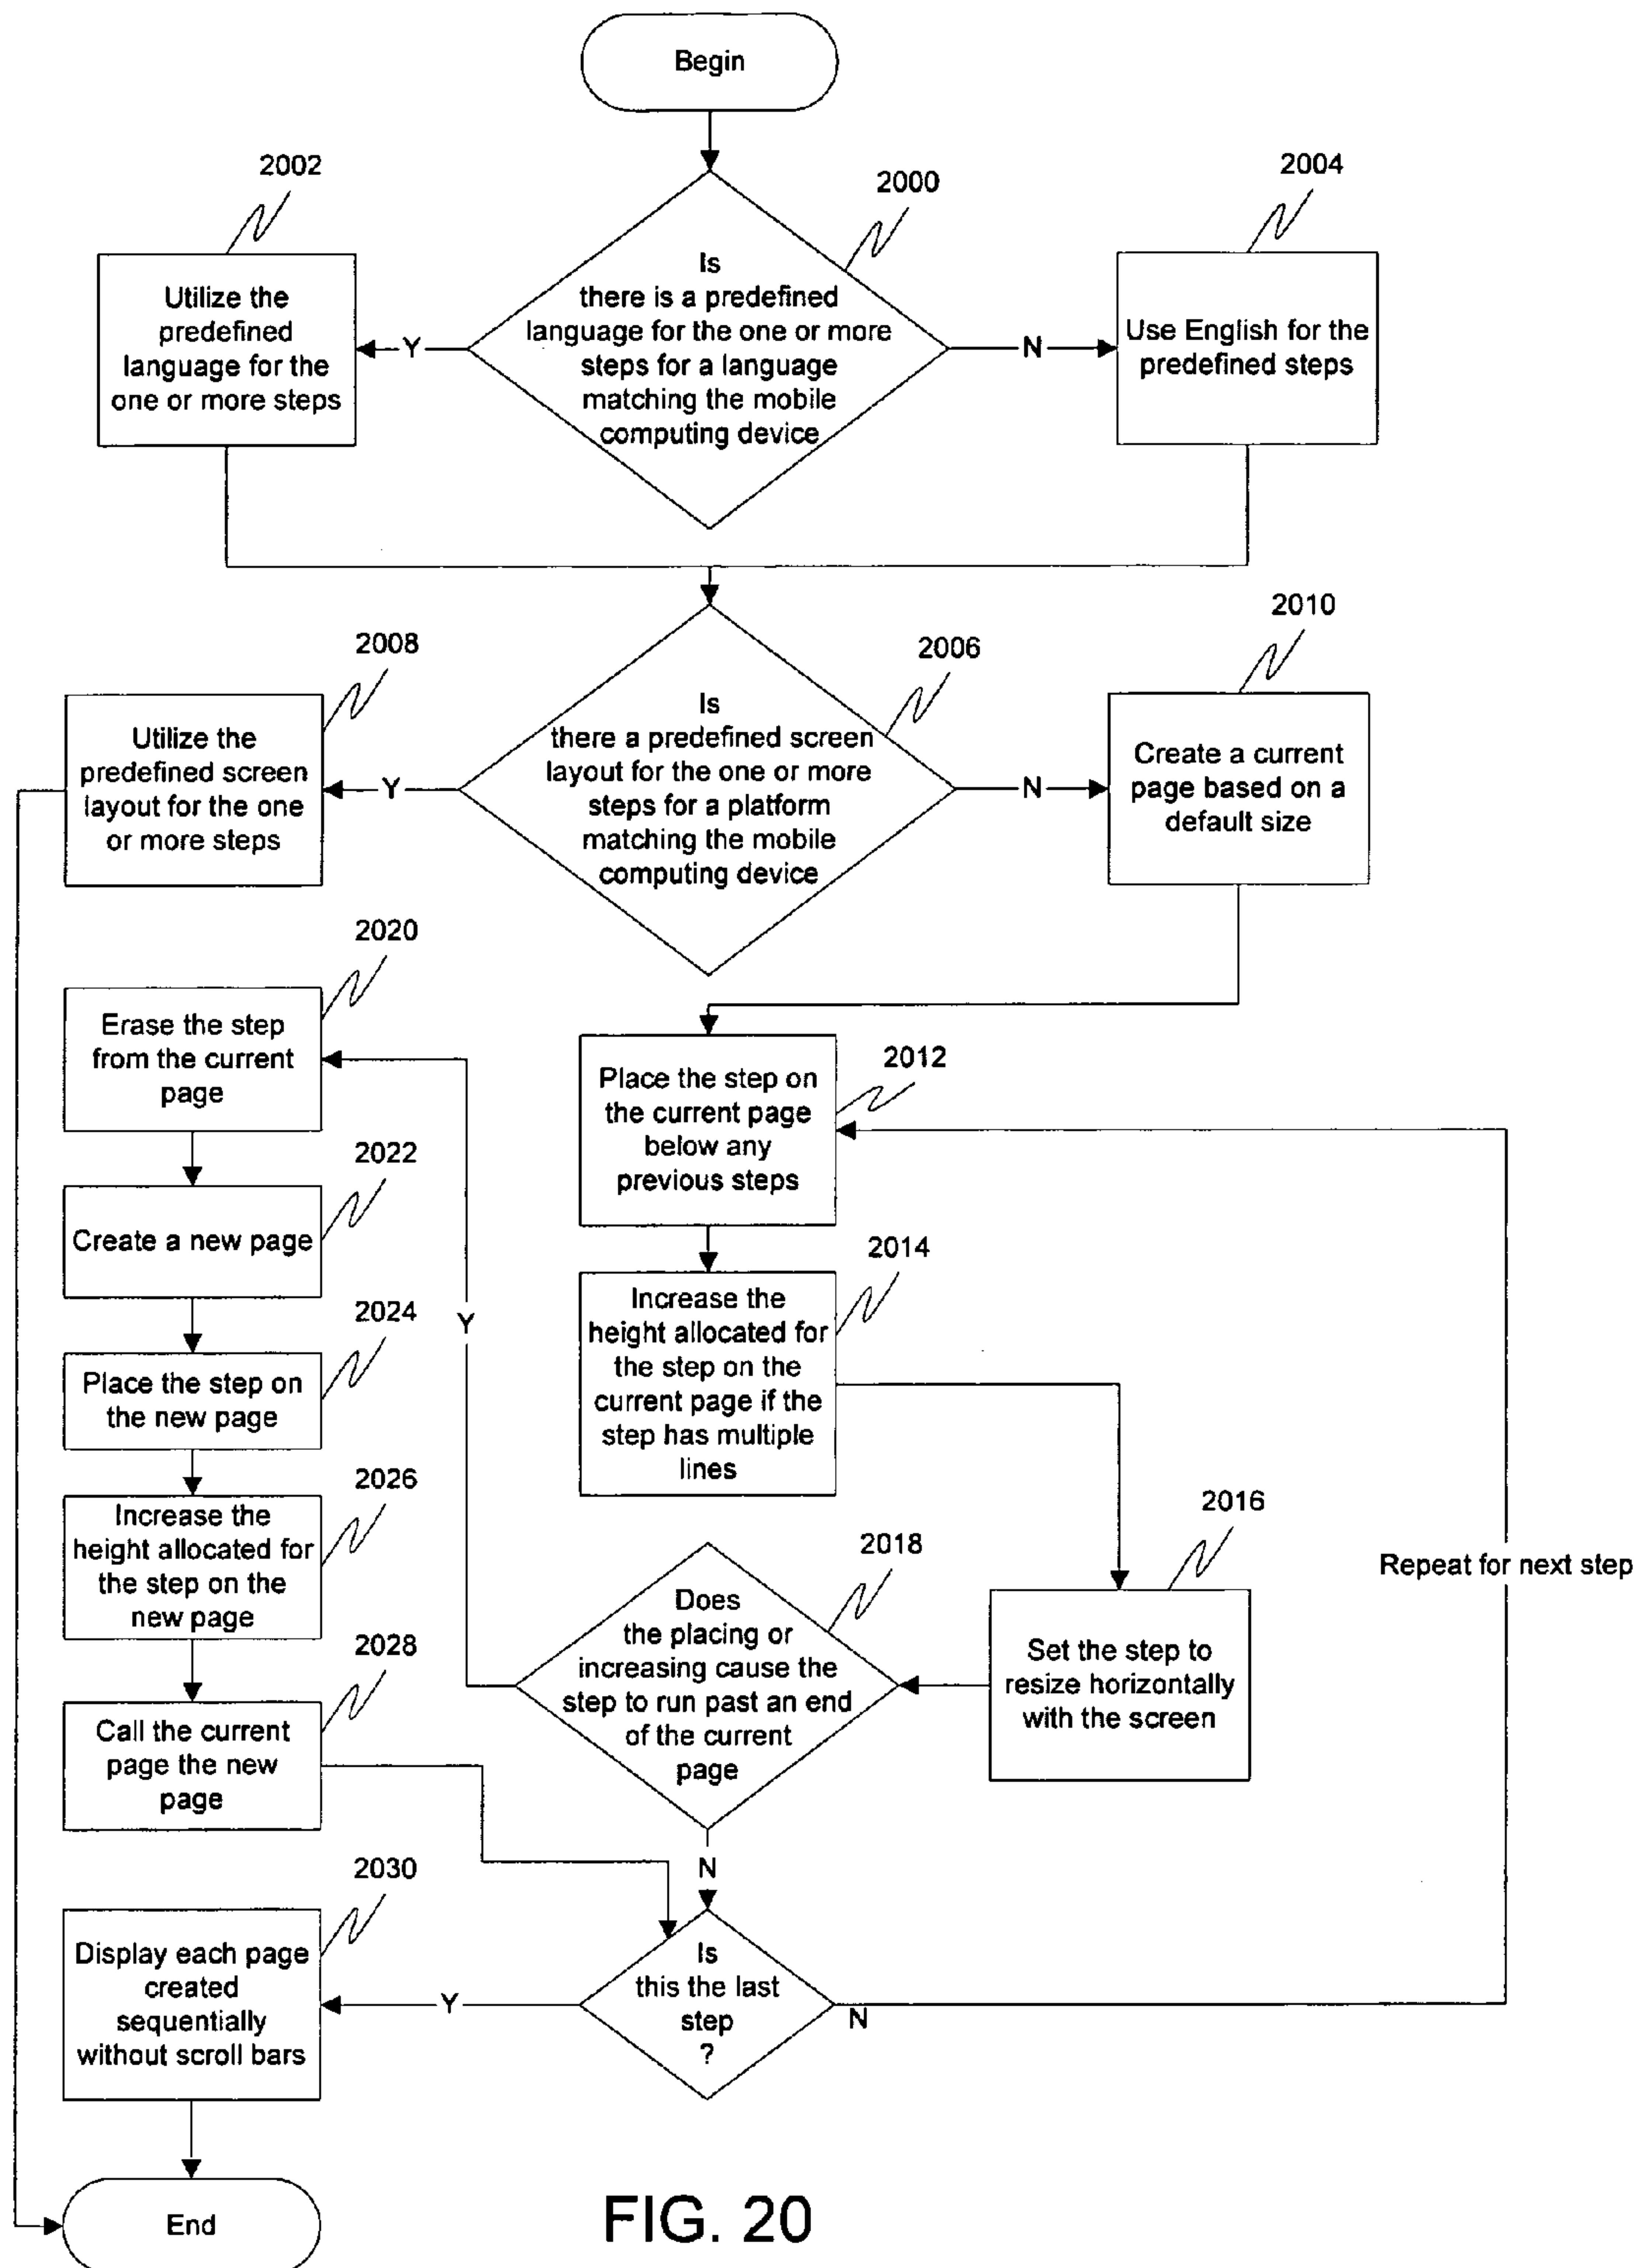 Begin
2002
2000
2004
Utilize the
predefined
language for the
one or more steps
Y
Is
there is a predefined
language for the one or more
steps for a language
matching the mobile
computing device
N
Use English for the
predefined steps
2008
2006
2010
Utilize the
predefined screen
layout for the one
or more steps
Y
Is
there a predefined screen
layout for the one or more
steps for a platform
matching the mobile
computing device
N
Create a current
page based on a
default size
2020
Erase the step
from the current
page
2012
Place the step on
the current page
below any
previous steps
2022
Create a new page
2014
Increase the
height allocated for
the step on the
current page if the
step has multiple
lines
Y
2024
Place the step on
the new page
2026
Increase the
height allocated for
the step on the
new page
2016
Set the step to
resize horizontally
with the screen
2018
Does
the placing or
increasing cause the
step to run past an end
of the current
page
Repeat for next step
2028
Call the current
page the new
page
N
2030
Display each page
created
sequentially
without scroll bars
Y
Is
this the last
step
?
N
End
FIG. 20